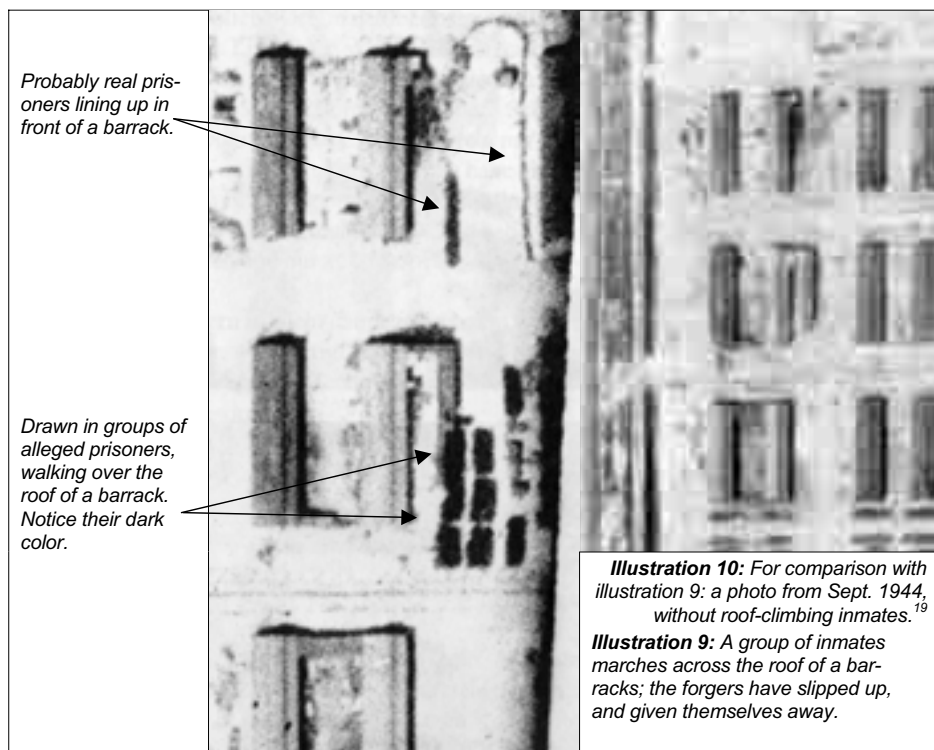 Probably real pris-
oners lining up in
front of a barrack.
Drawn in groups of
alleged prisoners,
walking over the
roof of a barrack.
Notice their dark
color.
Illustration 10: For comparison with
illustration 9: a photo from Sept. 1944,
without roof-climbing inmates.19
Illustration 9: A group of inmates
marches across the roof of a bar-
racks; the forgers have slipped up,
and given themselves away.